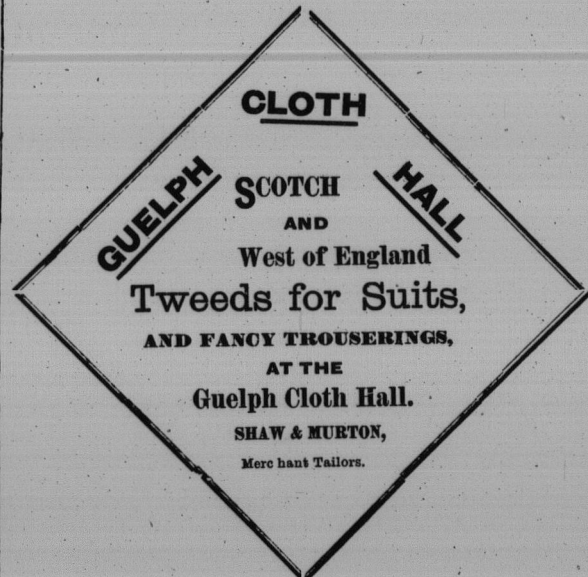 GUELPH
CLOTH
HALL
SCOTCH
AND
West of England
Tweeds for Suits,
AND FANCY TROUSERINGS,
AT THE
Guelph Cloth Hall.
SHAW & MURTON,
Merc hant Tailors.